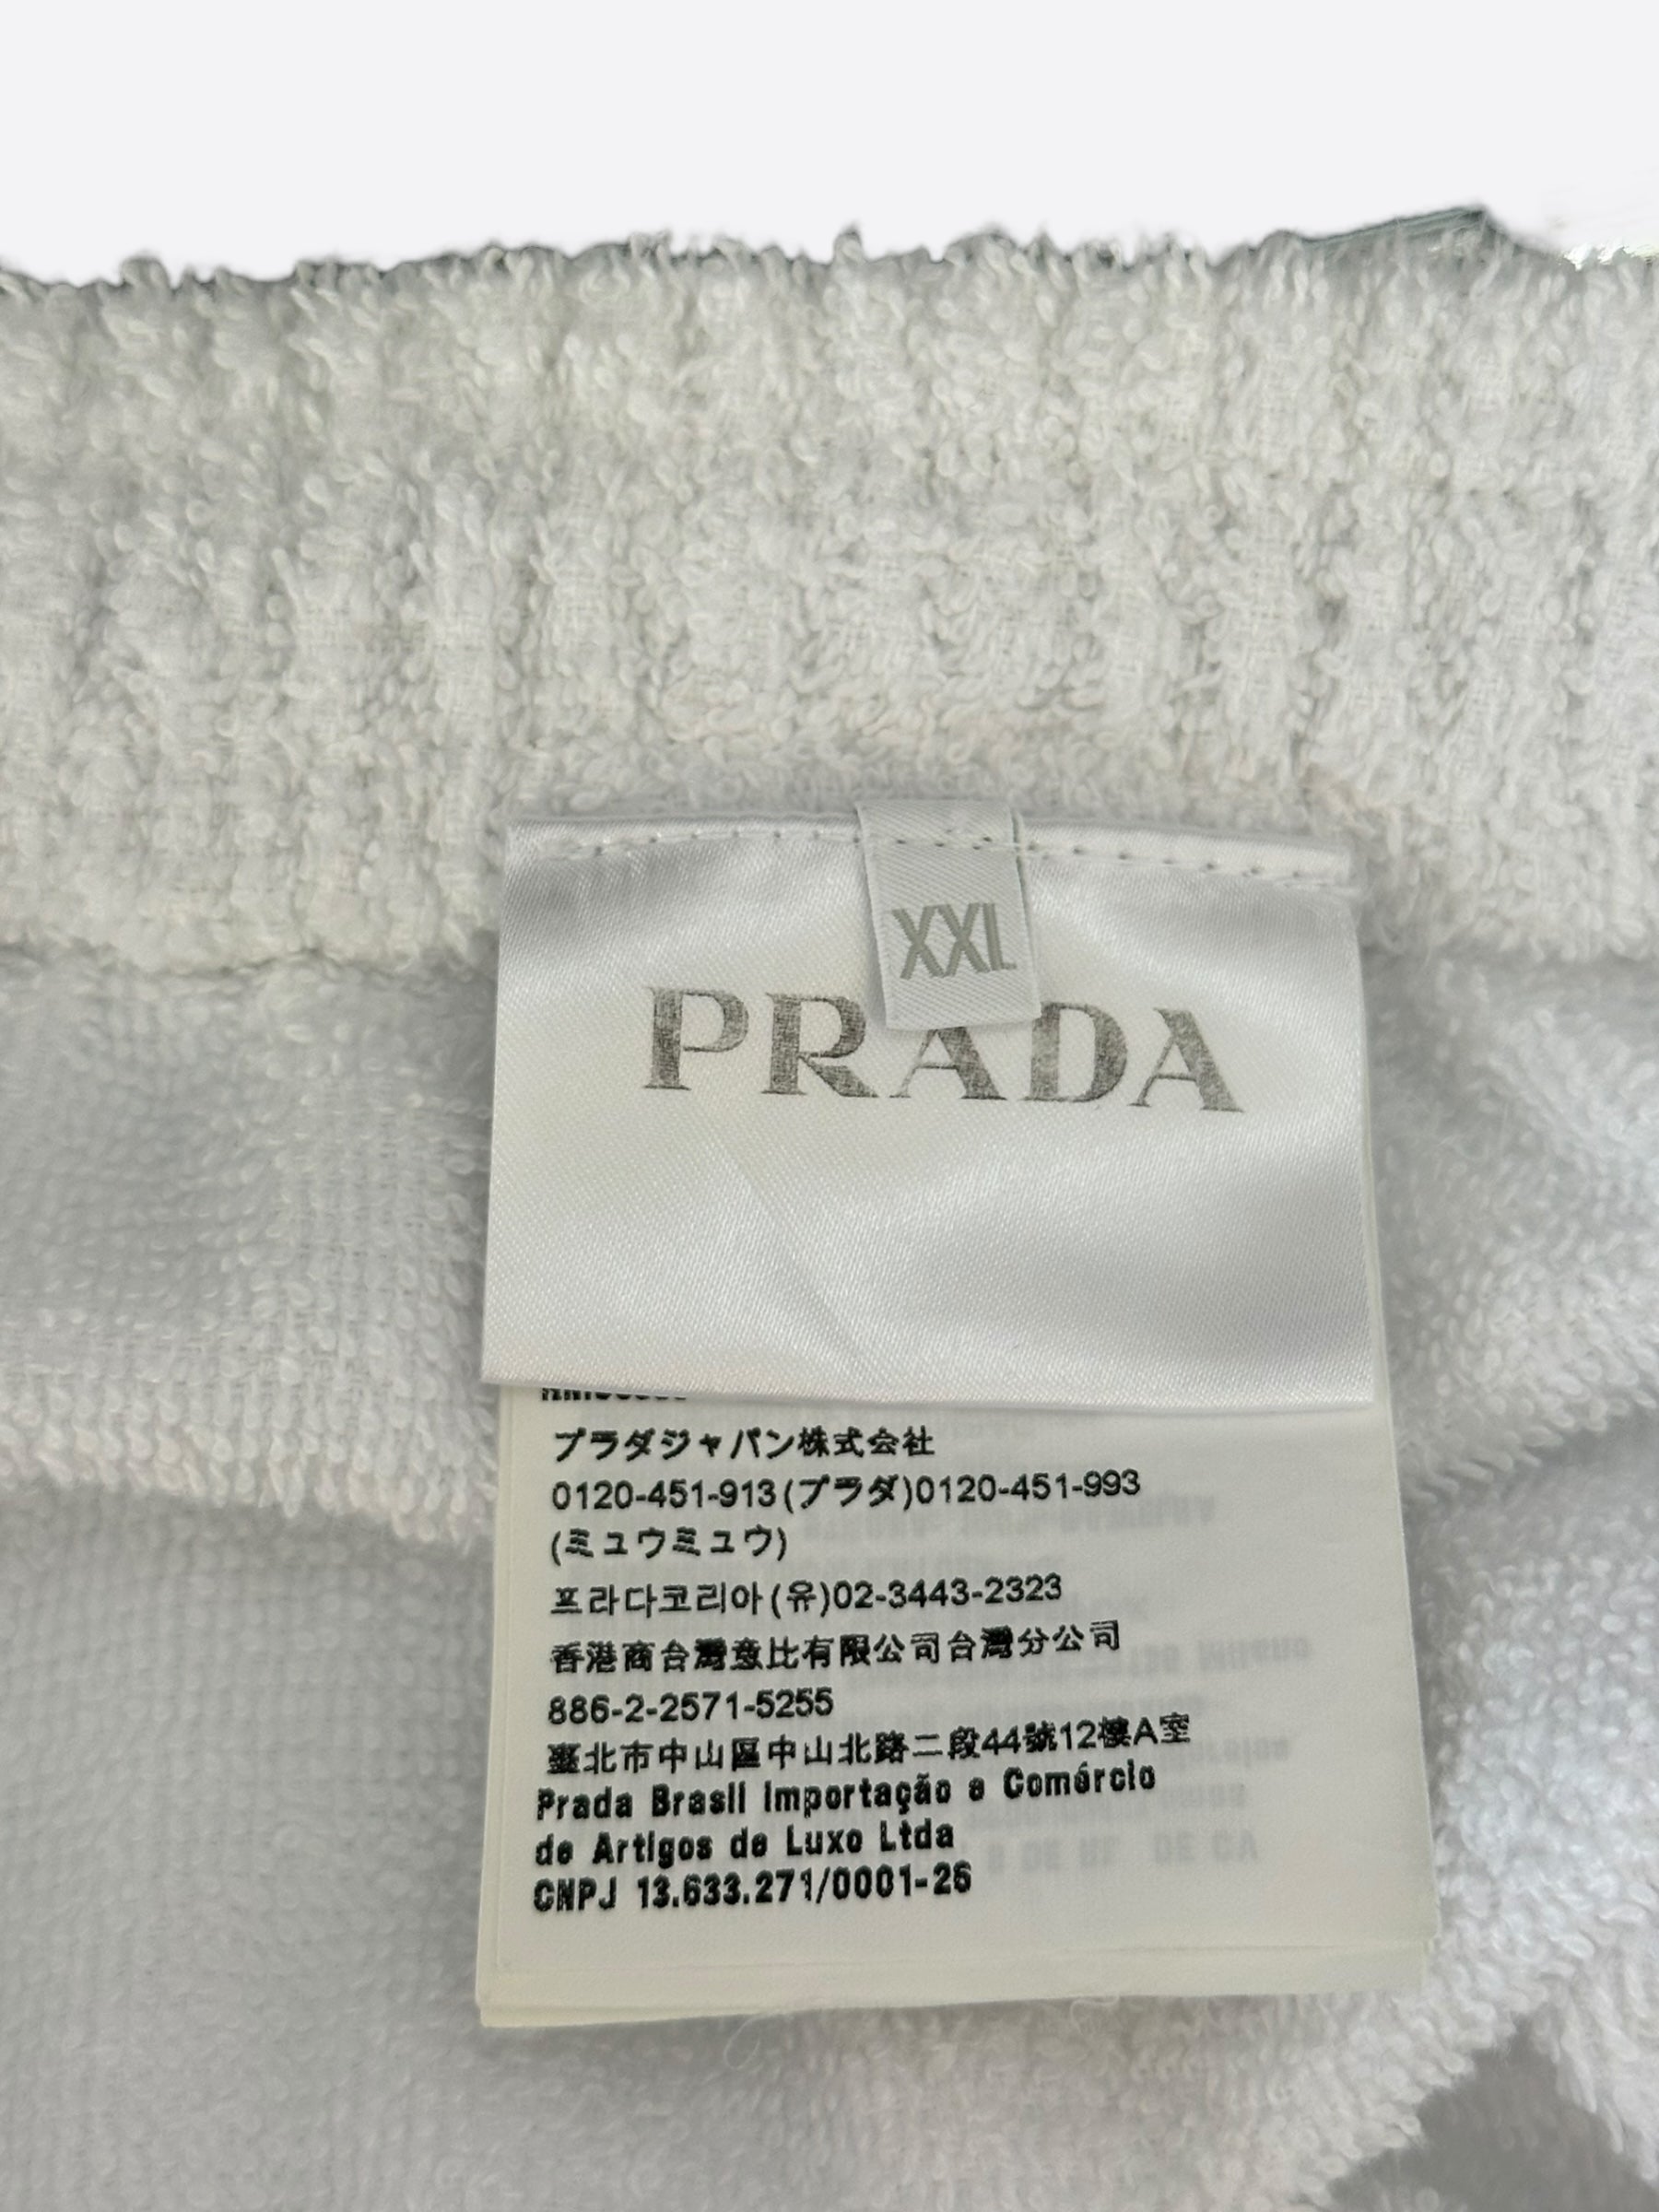 XXL
PRADA
プラダジャパン株式会社
0120-451-913(プラダ)0120-451-993
(ミュウミュウ)
프라다코리아(유)02-3443-2323
香港商台灣意比有限公司台灣分公司
886-2-2571-5255
臺北市中山區中山北路二段44號12樓A室
Prada Brasil Importação e Comércio
de Artigos de Luxo Ltda
CNPJ 13.633.271/0001-26